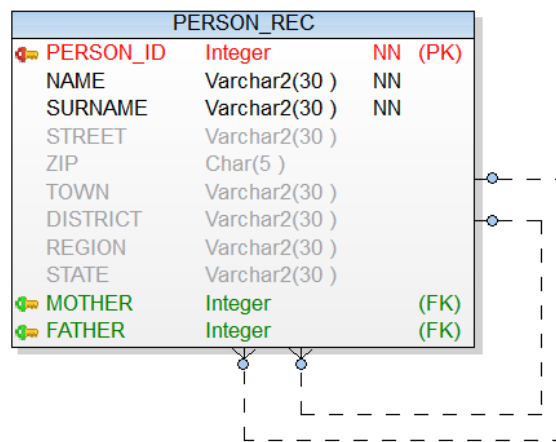 PERSON_REC
PERSON_ID Integer NN (PK)
NAME Varchar2(30 ) NN
SURNAME Varchar2(30 ) NN
STREET Varchar2(30 )
ZIP Char(5 )
TOWN Varchar2(30 )
DISTRICT Varchar2(30 )
REGION Varchar2(30 )
STATE Varchar2(30 )
MOTHER Integer (FK)
FATHER Integer (FK)